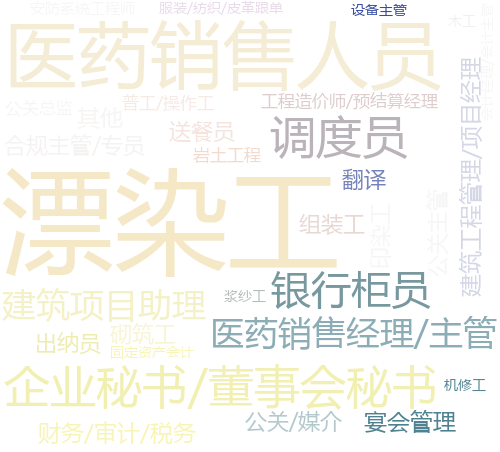 安防系统工程师
服装/纺织/皮革跟单
设备主管
木工
医药销售人员
公关总监
其他
普工/操作工
工程造价师/预结算经理
建筑工程管理/项目经理
合规主管/专员
送餐员
岩土工程
调度员
漂染工
翻译
组装工
印染工
公关主管
建筑项目助理
浆纱工
银行柜员
出纳员
砌筑工
固定资产会计
医药销售经理/主管
企业秘书/董事会秘书
机修工
财务/审计/税务
公关/媒介
宴会管理